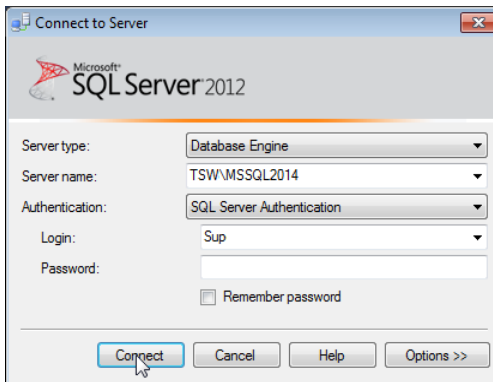 Connect to Server
Microsoft®
SQL Server® 2012
Server type: Database Engine
Server name: TSW\MSSQL2014
Authentication: SQL Server Authentication
Login: Sup
Password:
Remember password
Connect Cancel Help Options >>